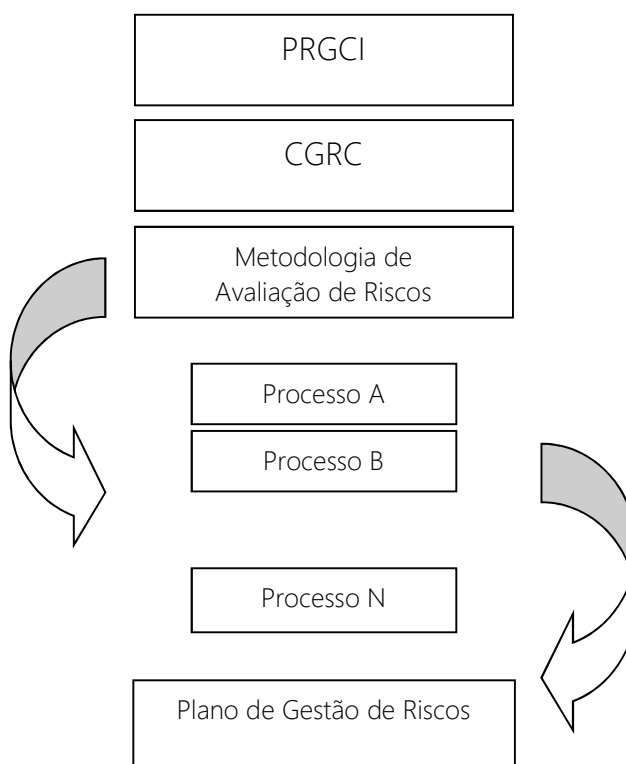 PRGCI
CGRC
Metodologia de
Avaliação de Riscos
Processo A
Processo B
Processo N
Plano de Gestão de Riscos